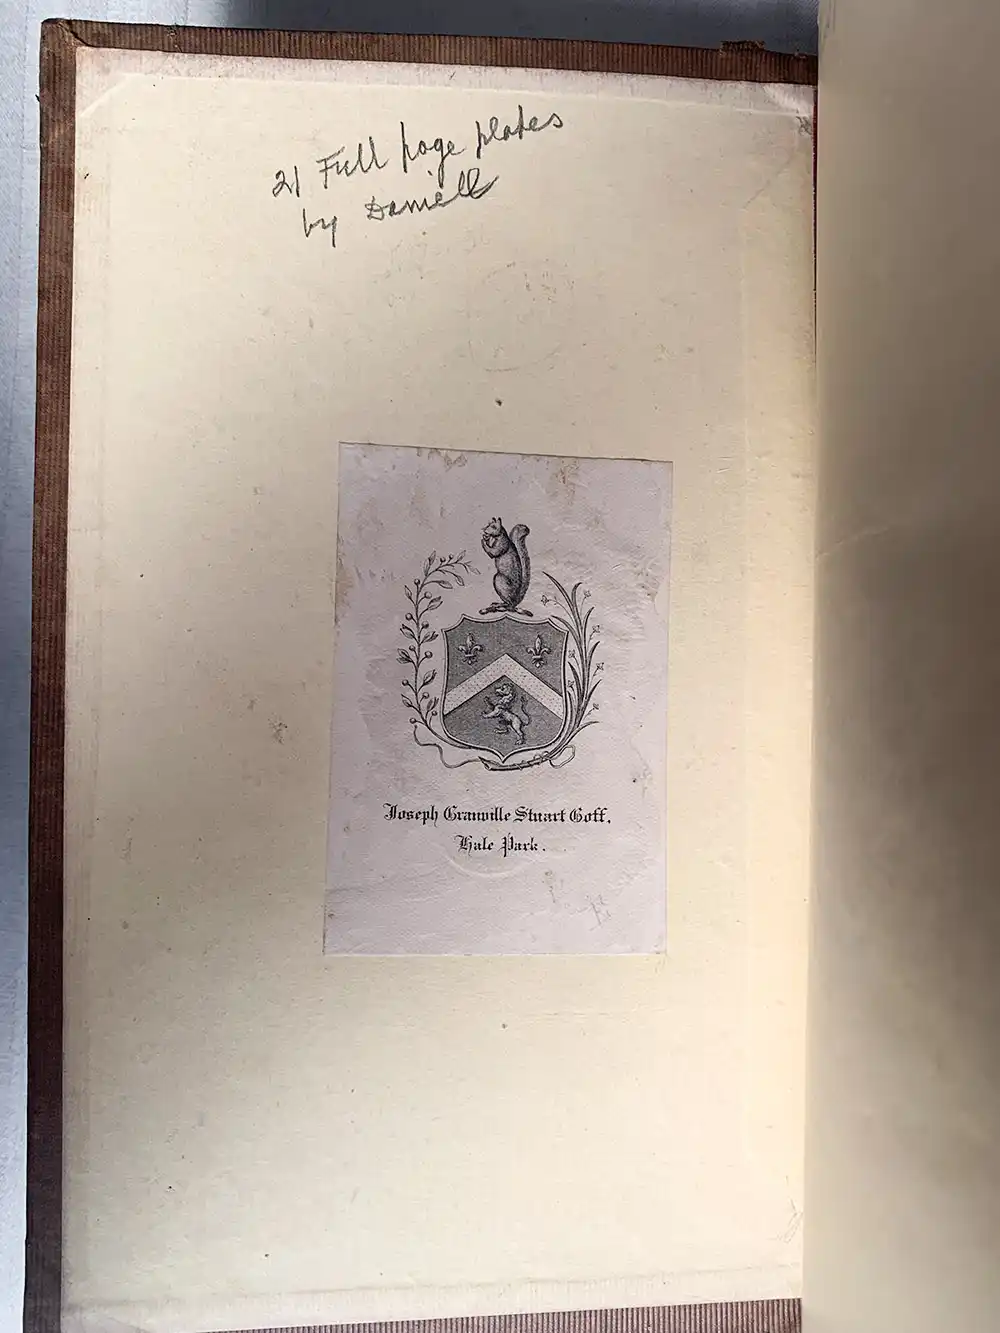 21 Full page plates
by Daniell
Joseph Granville Stuart Goff.
Hale Park.